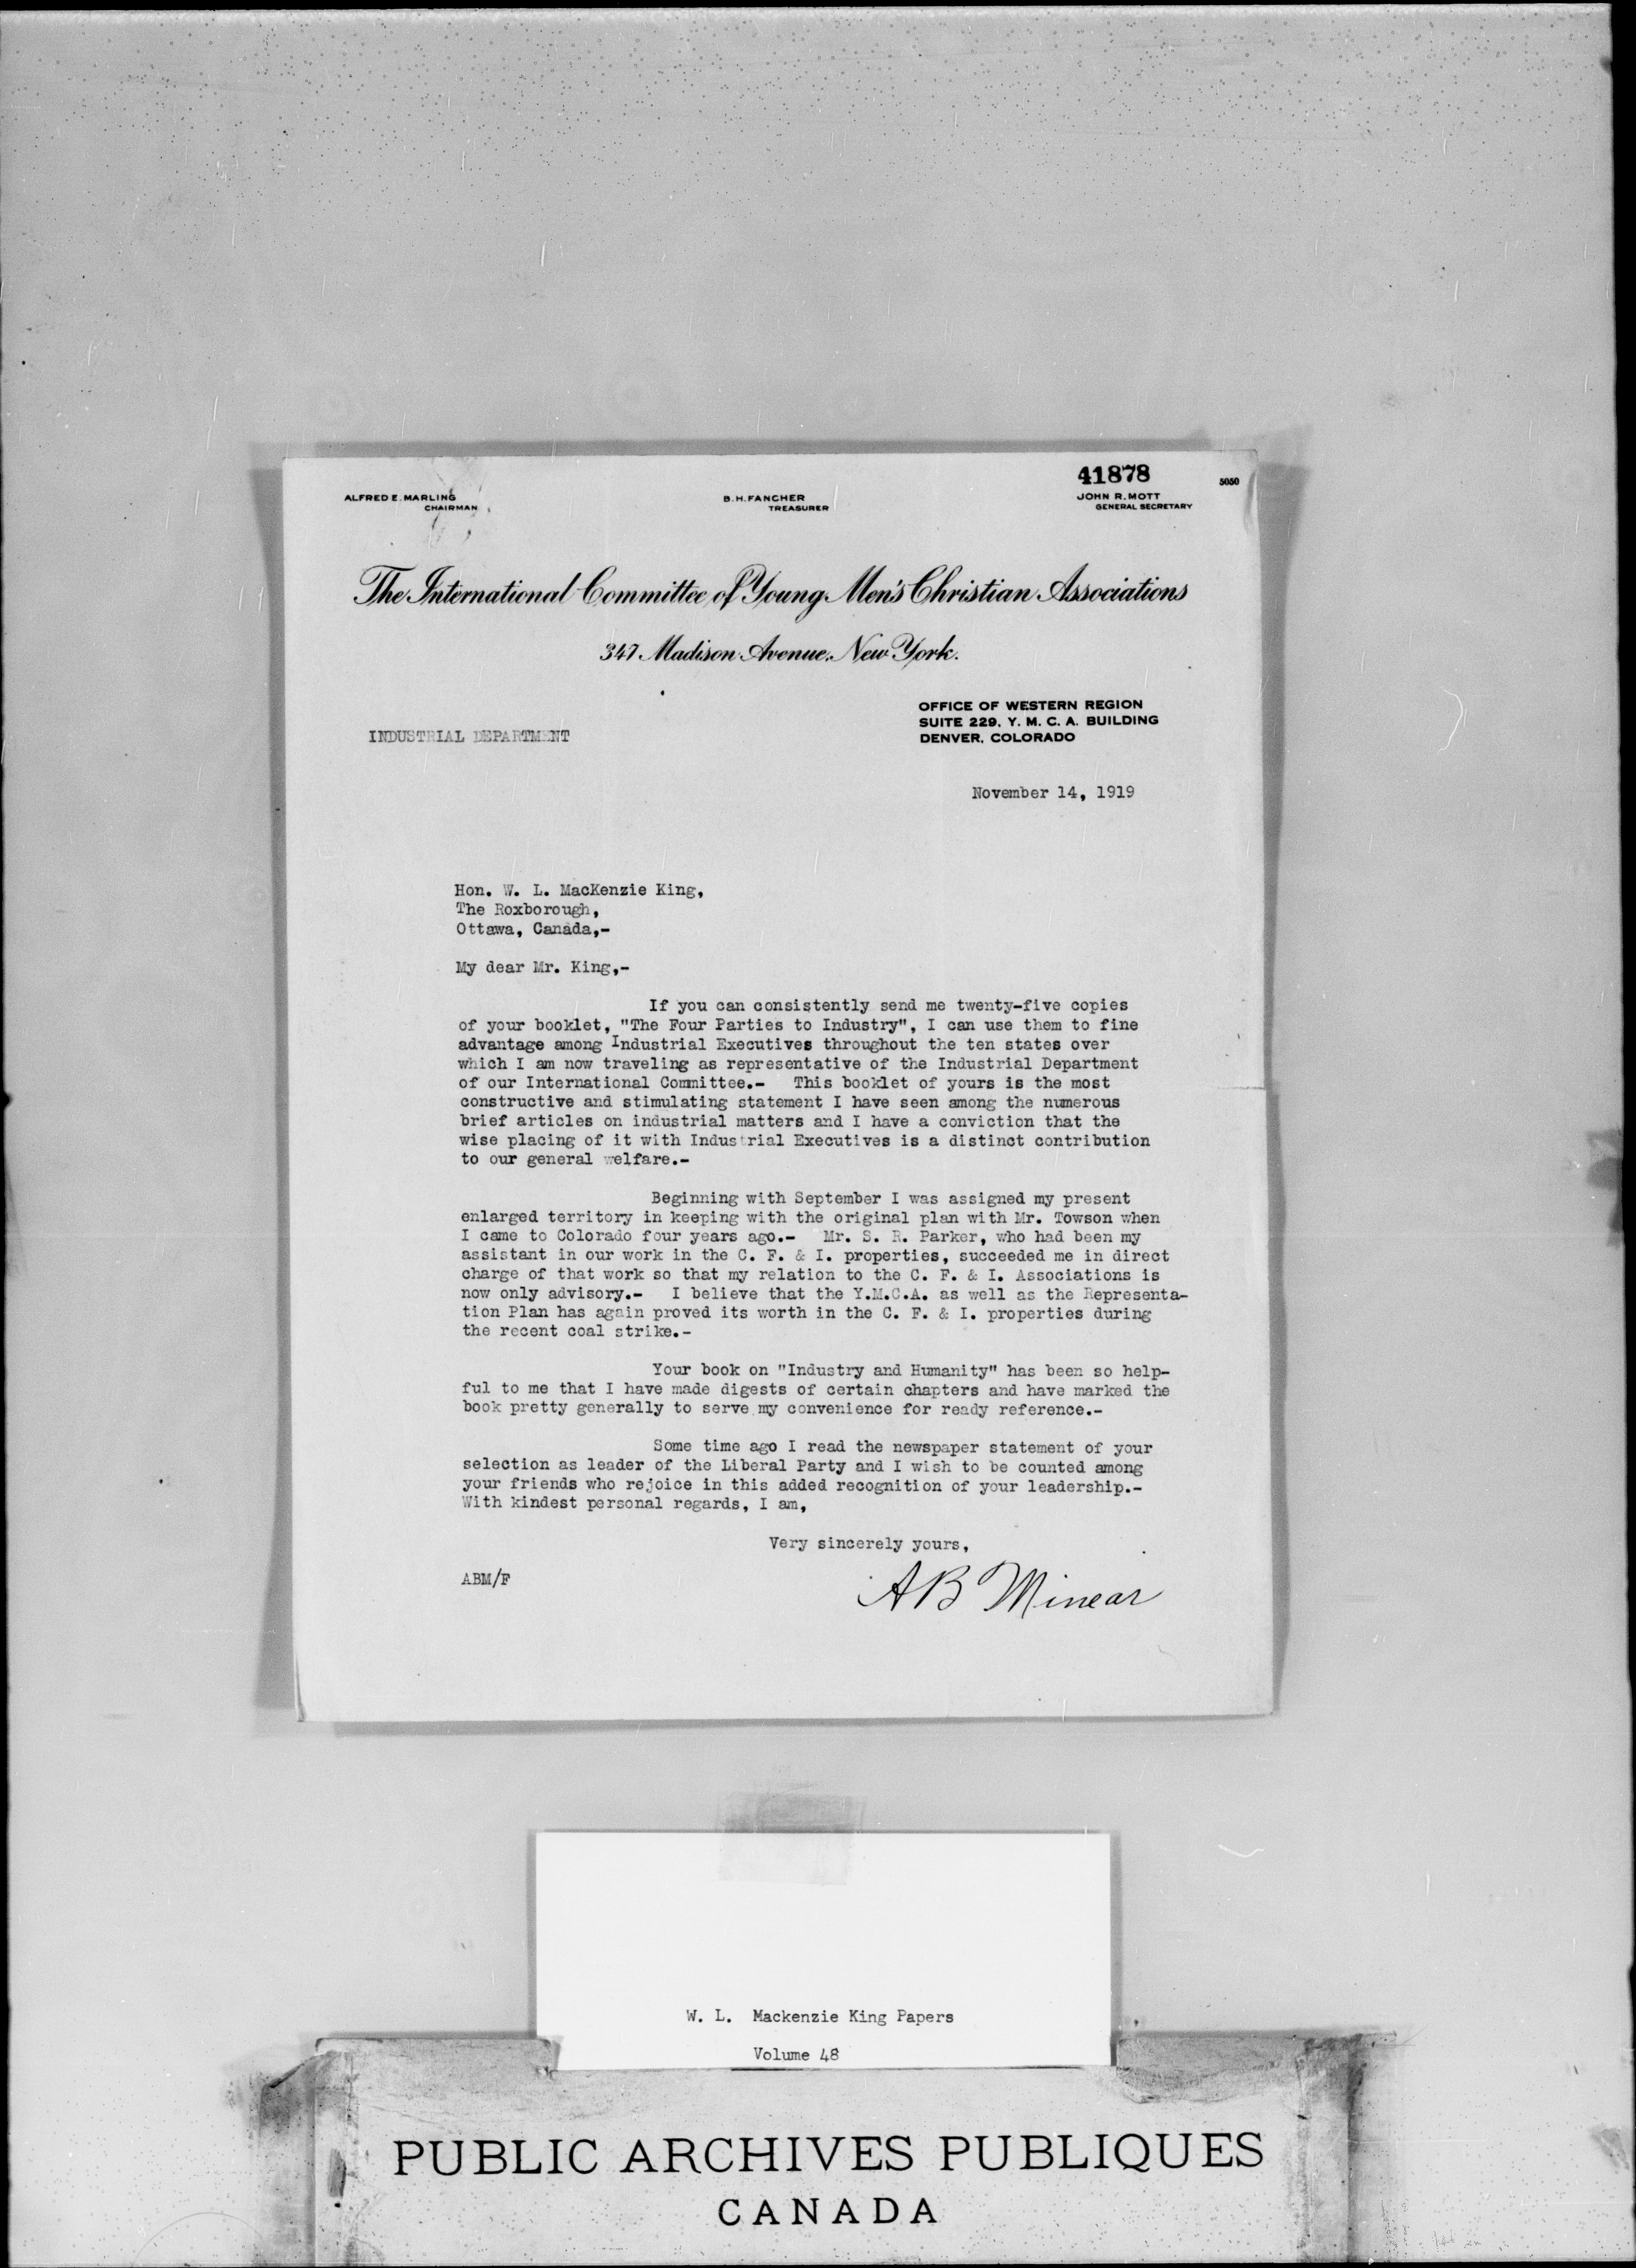 41878
5050
ALFRED E. MARLING
CHAIRMAN
B. H. FANCHER
TREASURER
JOHN R. MOTT
GENERAL SECRETARY
The International Committee of Young Men's Christian Associations
347 Madison Avenue, New York.
OFFICE OF WESTERN REGION
SUITE 229, Y. M. C. A. BUILDING
DENVER, COLORADO
INDUSTRIAL DEPARTMENT
November 14, 1919
Hon. W. L. MacKenzie King,
The Roxborough,
Ottawa, Canada,-
My dear Mr. King,-
If you can consistently send me twenty-five copies
of your booklet, "The Four Parties to Industry", I can use them to fine
advantage among Industrial Executives throughout the ten states over
which I am now traveling as representative of the Industrial Department
of our International Committee.- This booklet of yours is the most
constructive and stimulating statement I have seen among the numerous
brief articles on industrial matters and I have a conviction that the
wise placing of it with Industrial Executives is a distinct contribution
to our general welfare.-
Beginning with September I was assigned my present
enlarged territory in keeping with the original plan with Mr. Towson when
I came to Colorado four years ago.- Mr. S. R. Parker, who had been my
assistant in our work in the C. F. & I. properties, succeeded me in direct
charge of that work so that my relation to the C. F. & I. Associations is
now only advisory.- I believe that the Y.M.C.A. as well as the Representa-
tion Plan has again proved its worth in the C. F. & I. properties during
the recent coal strike.-
Your book on "Industry and Humanity" has been so help-
ful to me that I have made digests of certain chapters and have marked the
book pretty generally to serve my convenience for ready reference.-
Some time ago I read the newspaper statement of your
selection as leader of the Liberal Party and I wish to be counted among
your friends who rejoice in this added recognition of your leadership.-
With kindest personal regards, I am,
Very sincerely yours,
ABM/F
A B Minear
W. L. Mackenzie King Papers
Volume 48
PUBLIC ARCHIVES PUBLIQUES
CANADA